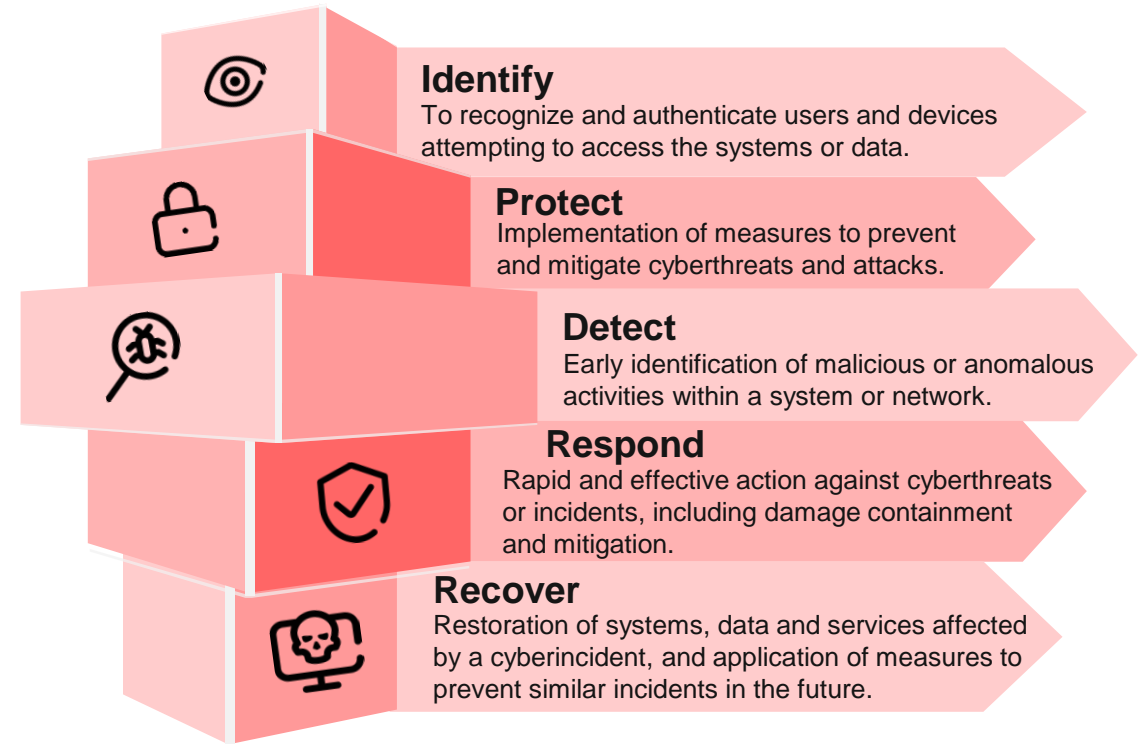 Identify
To recognize and authenticate users and devices
attempting to access the systems or data.
Protect
Implementation of measures to prevent
and mitigate cyberthreats and attacks.
Detect
Early identification of malicious or anomalous
activities within a system or network.
Respond
Rapid and effective action against cyberthreats
or incidents, including damage containment
and mitigation.
Recover
Restoration of systems, data and services affected
by a cyberincident, and application of measures to
prevent similar incidents in the future.